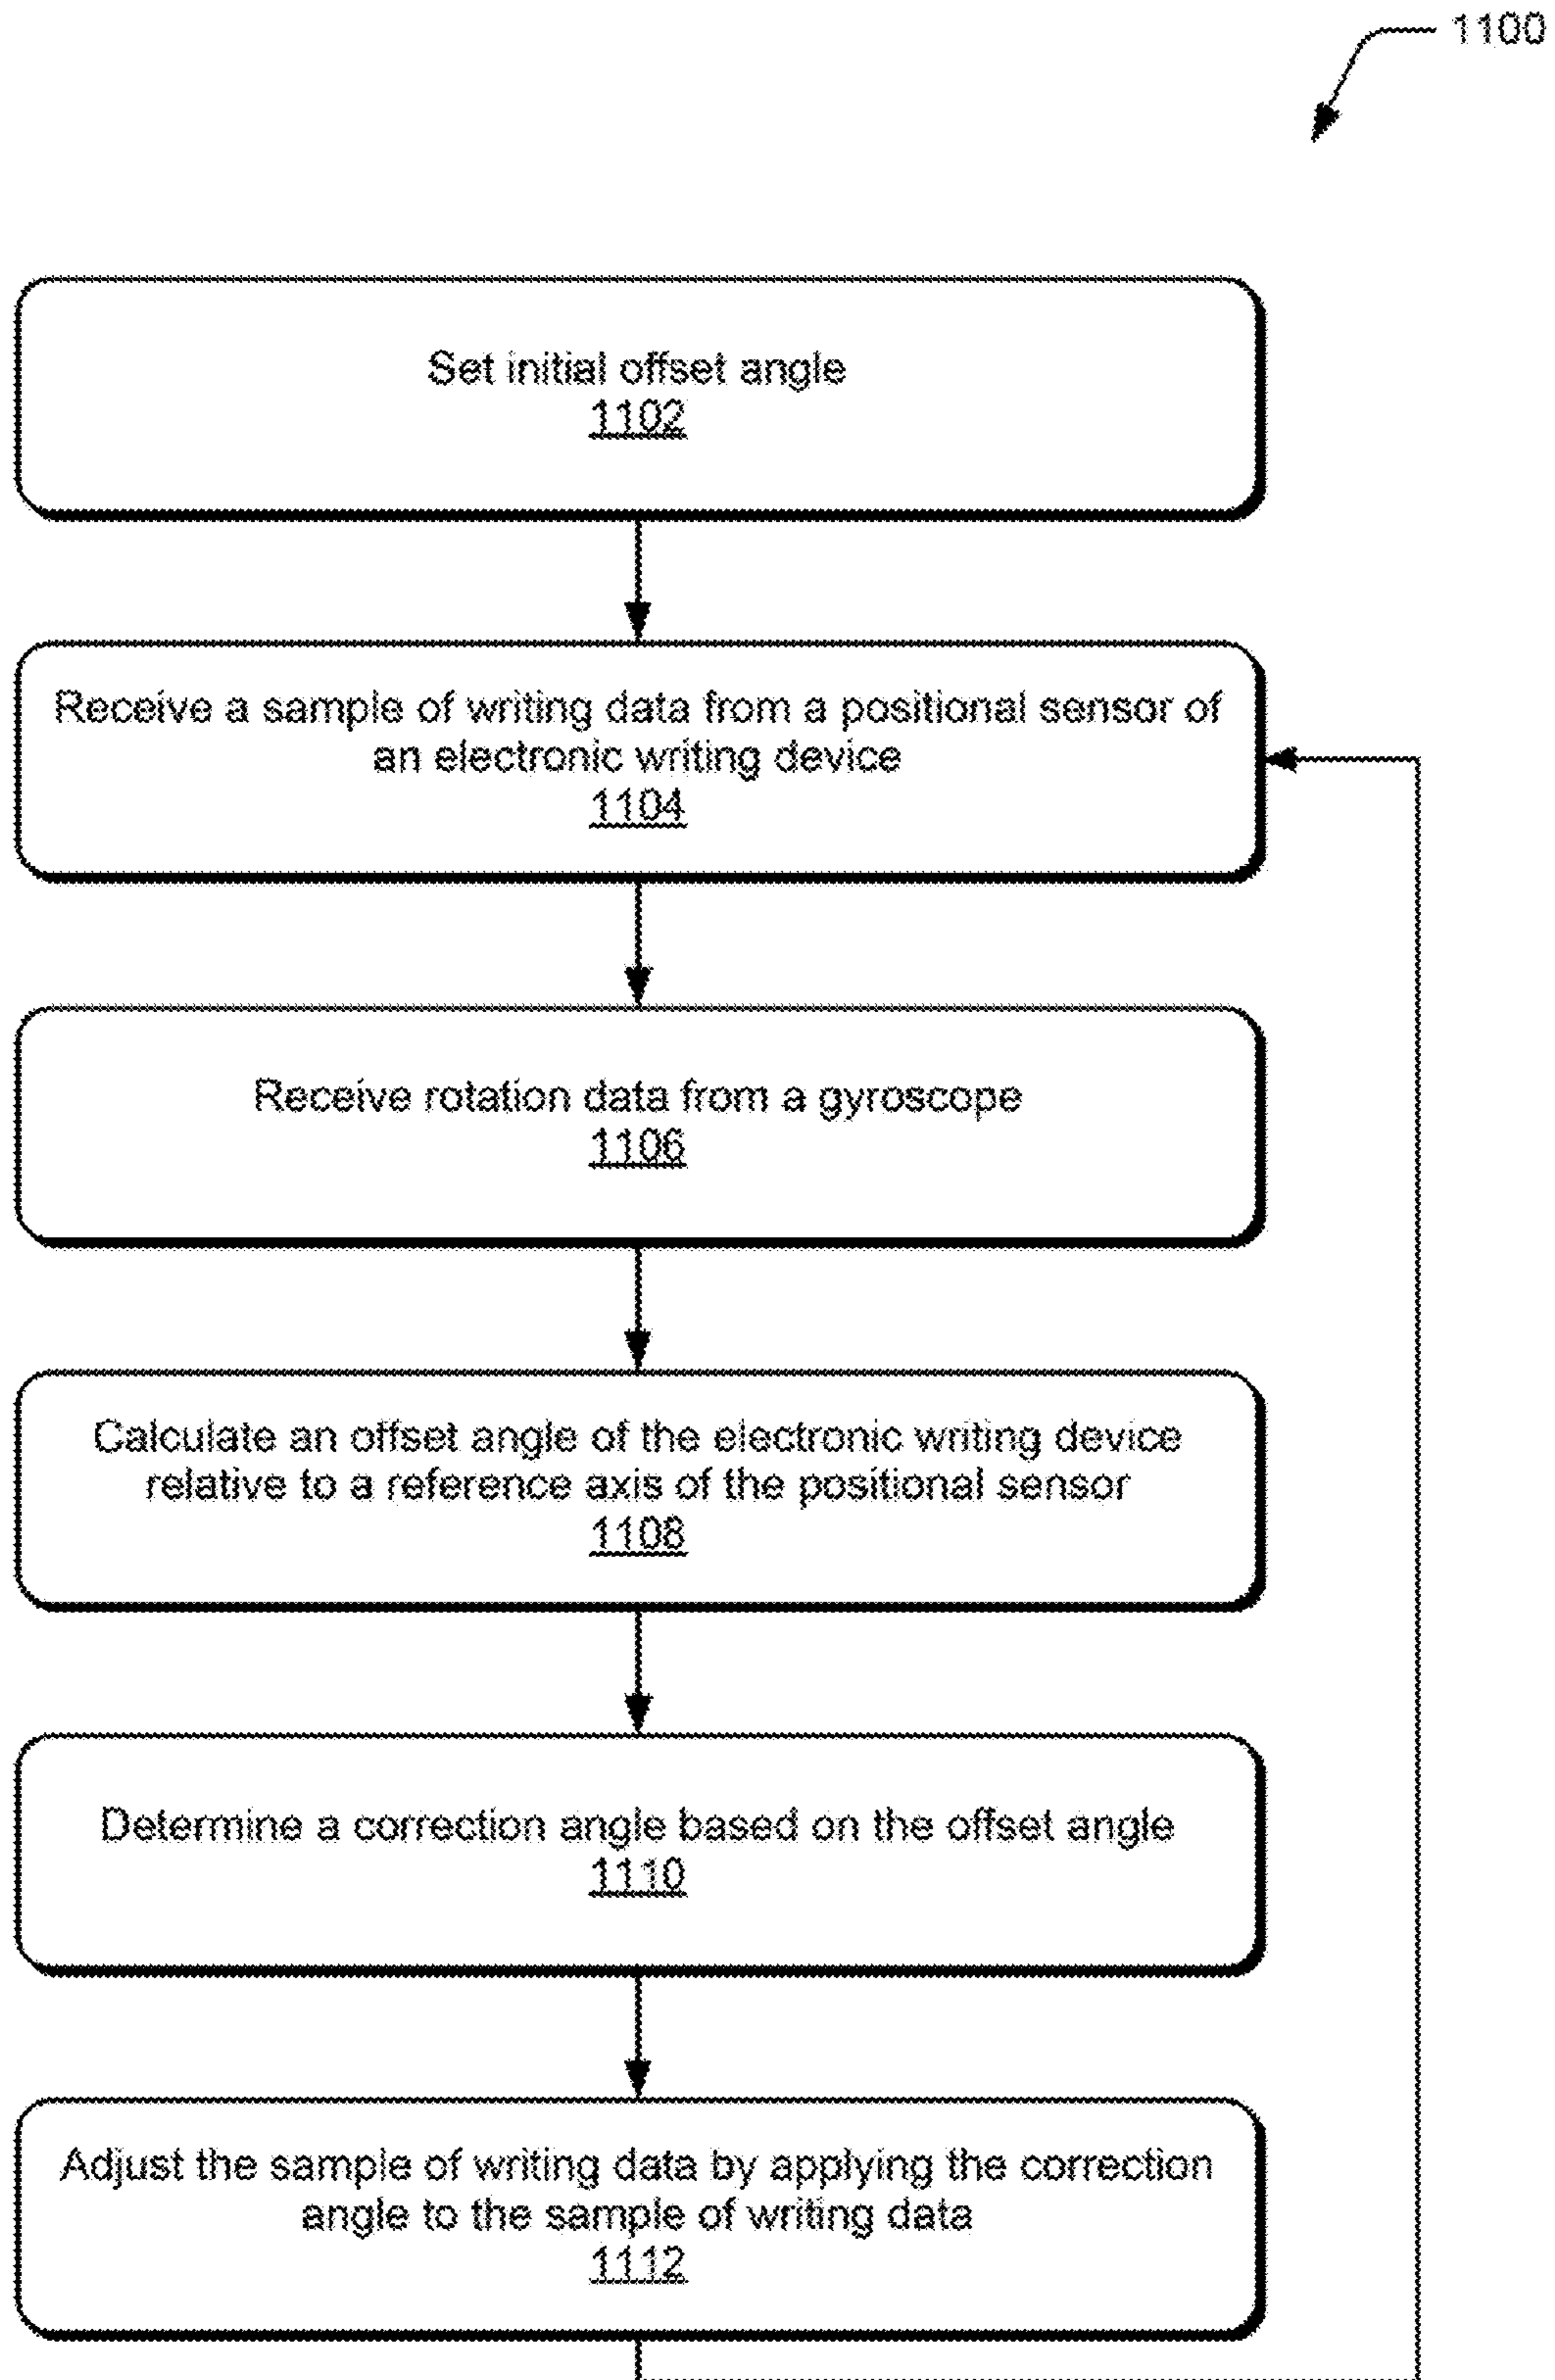 1100
Set initial offset angle
1102
Receive a sample of writing data from a positional sensor of
an electronic writing device
1104
Receive rotation data from a gyroscope
1106
Calculate an offset angle of the electronic writing device
relative to a reference axis of the positional sensor
1108
Determine a correction angle based on the offset angle
1110
Adjust the sample of writing data by applying the correction
angle to the sample of writing data
1112